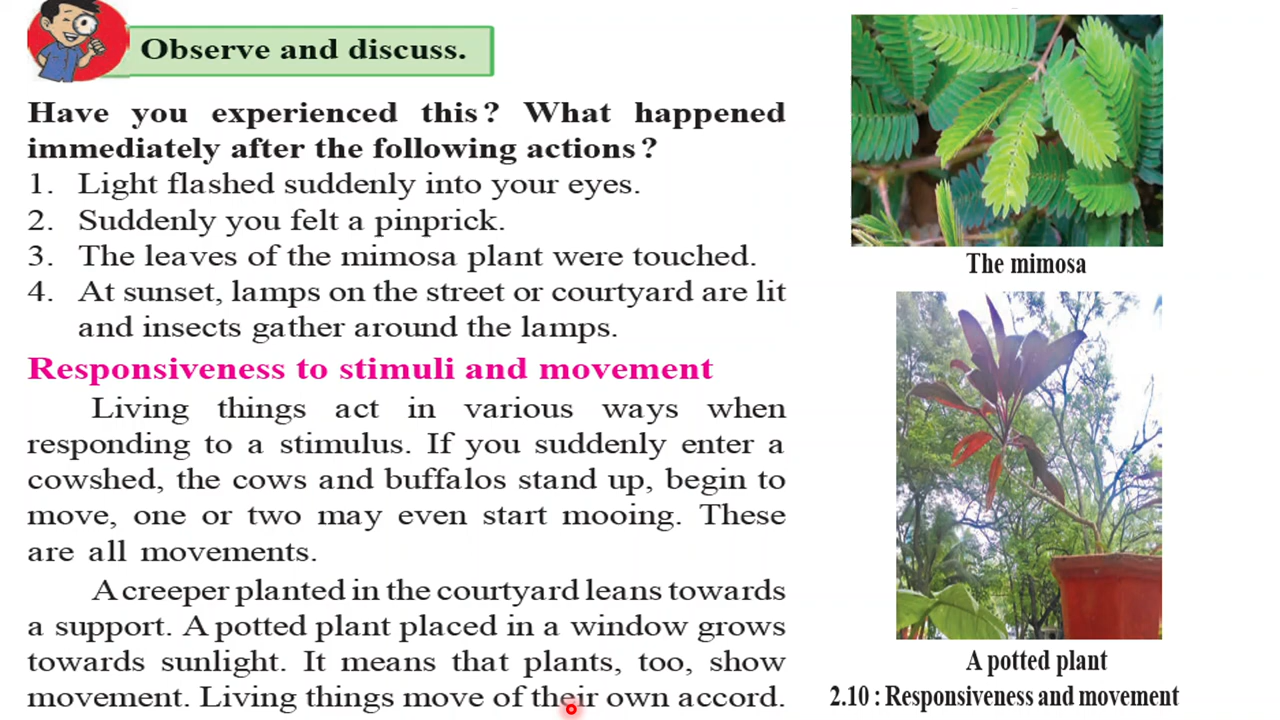 Observe and discuss.
Have you experienced this? What happened
immediately after the following actions?
1. Light flashed suddenly into your eyes.
2. Suddenly you felt a pinprick.
3. The leaves of the mimosa plant were touched.
4. At sunset, lamps on the street or courtyard are lit
and insects gather around the lamps.
Responsiveness to stimuli and movement
Living things act in various ways when
responding to a stimulus. If you suddenly enter a
cowshed, the cows and buffalos stand up, begin to
move, one or two may even start mooing. These
are all movements.
A creeper planted in the courtyard leans towards
a support. A potted plant placed in a window grows
towards sunlight. It means that plants, too, show
movement. Living things move of their own accord.
The mimosa
A potted plant
2.10 : Responsiveness and movement